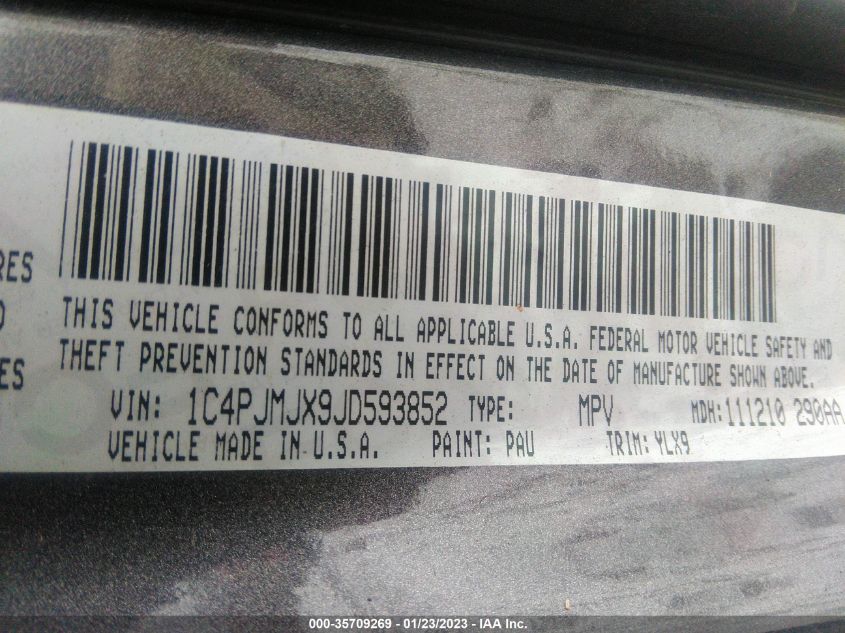 RES
ES
THIS VEHICLE CONFORMS TO ALL APPLICABLE U.S.A. FEDERAL MOTOR VEHICLE SAFETY AND
THEFT PREVENTION STANDARDS IN EFFECT ON THE DATE OF MANUFACTURE SHOWN ABOVE.
VIN: 1C4PJMJX9JD593852 TYPE: MPV MDH: 111210 290AA
VEHICLE MADE IN U.S.A. PAINT: PAU TRIM: YLX9
000-35709269 - 01/23/2023 - IAA Inc.